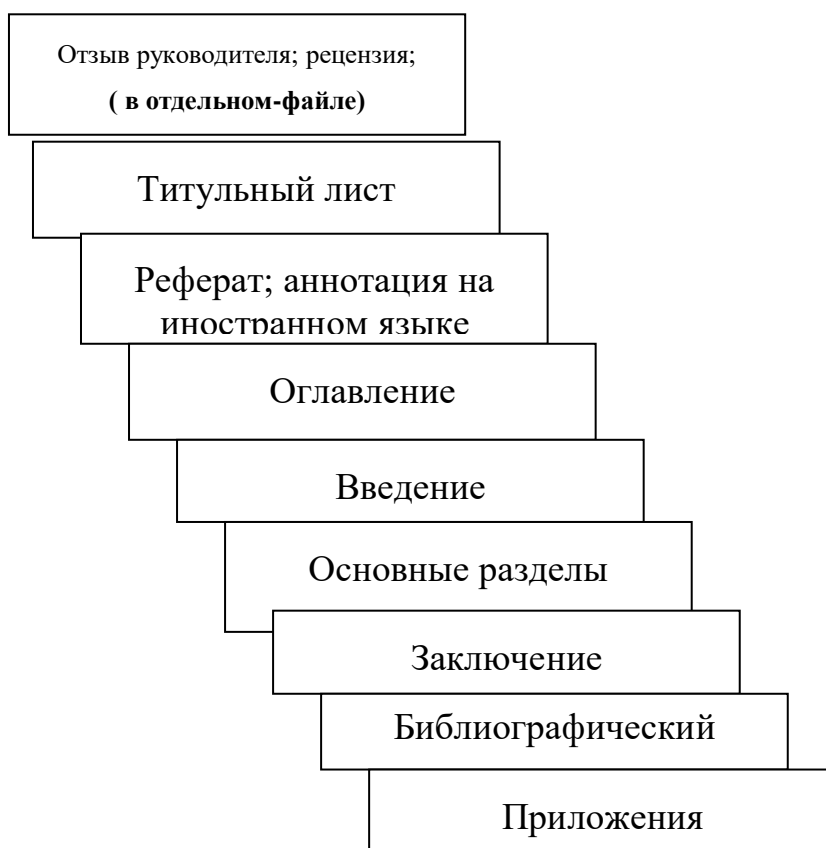 Отзыв руководителя; рецензия;
( в отдельном-файле)
Титульный лист
Реферат; аннотация на
иностранном языке
Оглавление
Введение
Основные разделы
Заключение
Библиографический
Приложения